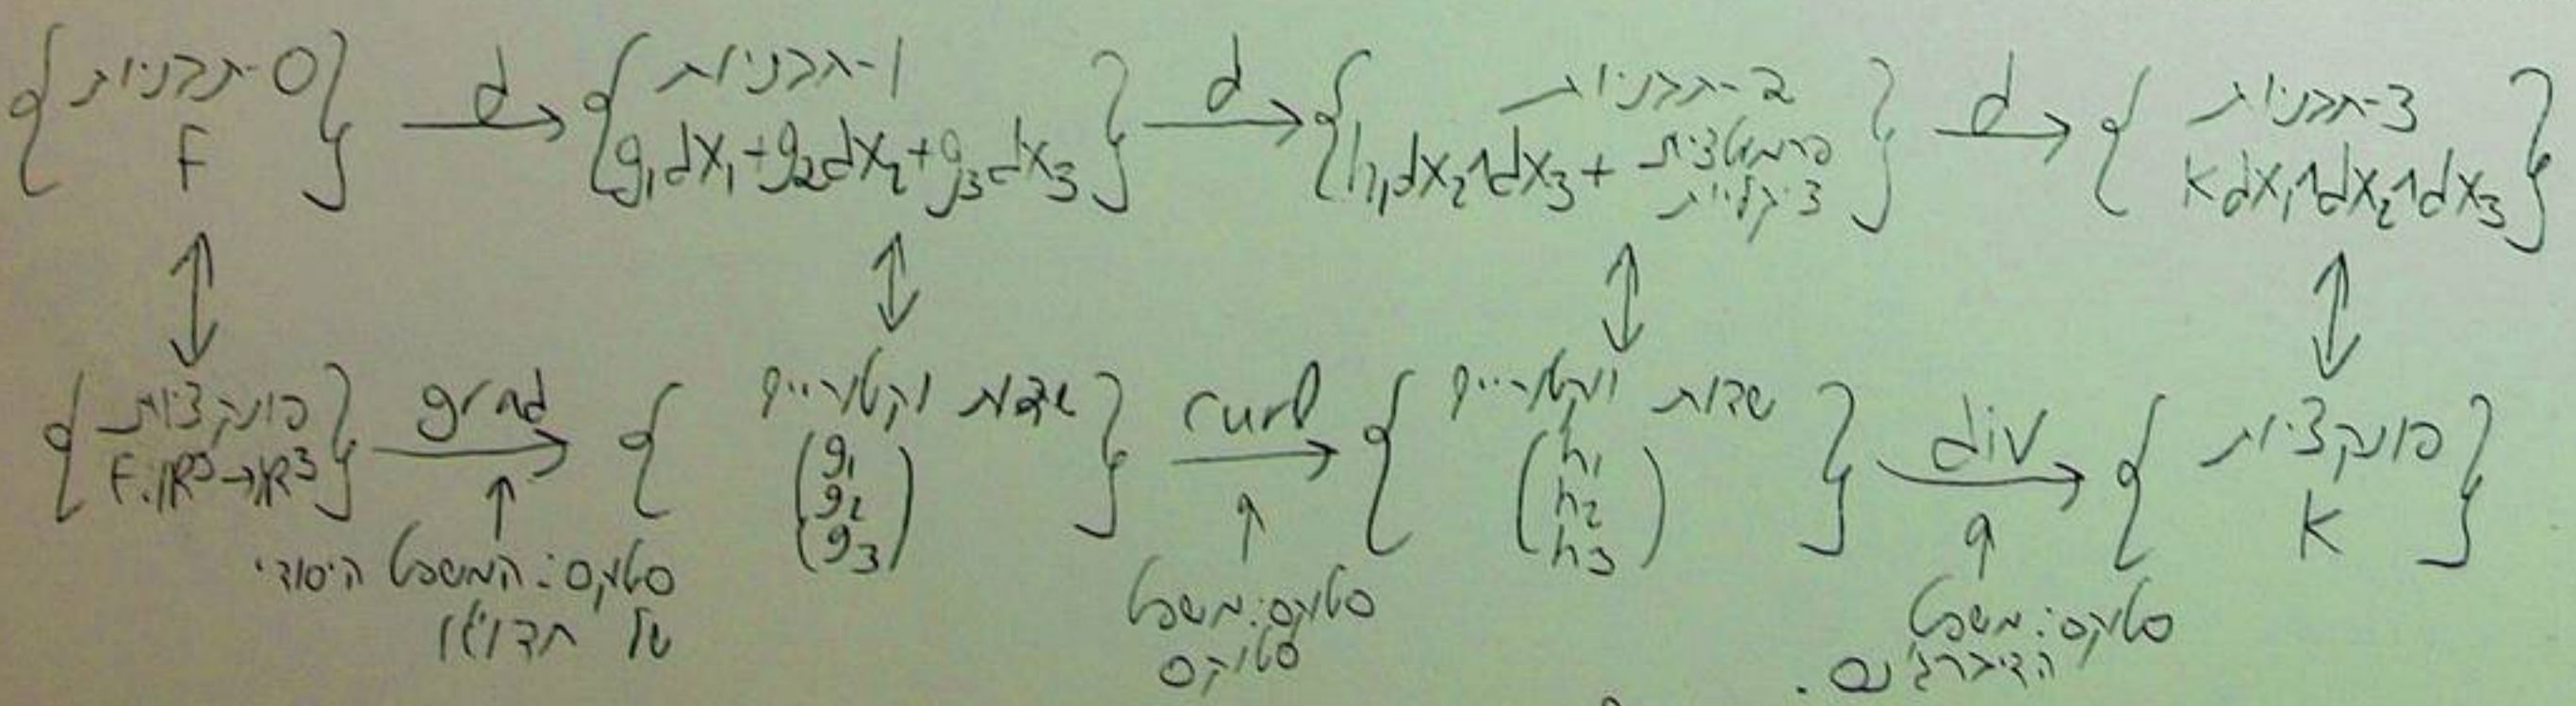 {0-תבניות} d→ {1-תבניות} d→ {2-תבניות} d→ {3-תבניות}
F
g₁dx₁+g₂dx₂+g₃dx₃
h₁dx₂∧dx₃+ פרמוטציות
ציקליות
Kdx₁∧dx₂∧dx₃
↕ ↕ ↕ ↕
{פונקציות} grad→ {שדות וקטוריים} curl→ {שדות וקטוריים} div→ {פונקציות}
F:ℝ³→ℝ³
(g₁
g₂
g₃)
(h₁
h₂
h₃)
K
↑ ↑ ↑
סטוקס: המשפט היסודי
של חדו"א
סטוקס: משפט
סטוקס
סטוקס: משפט
הדיברגנס.